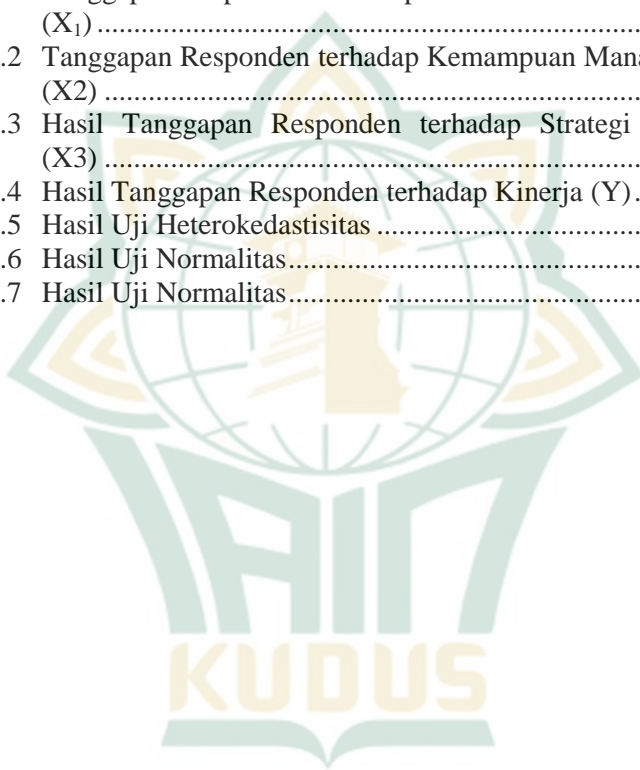 (X₁) ....................................................................................
.2 Tanggapan Responden terhadap Kemampuan
(X2) ....................................................................................
.3 Hasil Tanggapan Responden terhadap Strategi
(X3) ....................................................................................
.4 Hasil Tanggapan Responden terhadap Kinerja (Y) .
.5 Hasil Uji Heterokedastisitas ................................................
.6 Hasil Uji Normalitas................................................................
.7 Hasil Uji Normalitas................................................................
IAIN
KUDUS